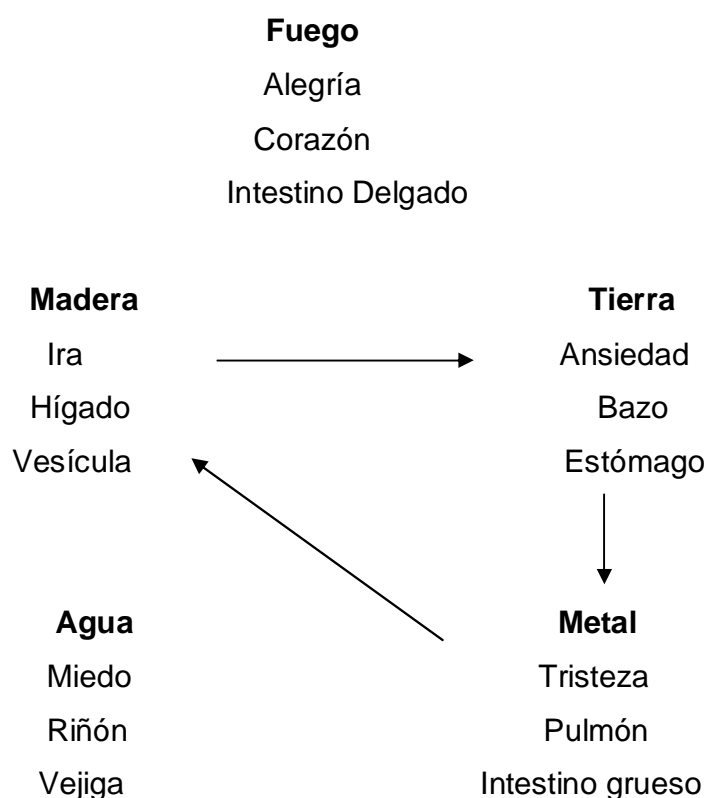 Fuego
Alegría
Corazón
Intestino Delgado
Madera
Ira
Hígado
Vesícula
Tierra
Ansiedad
Bazo
Estómago
Agua
Miedo
Riñón
Vejiga
Metal
Tristeza
Pulmón
Intestino grueso